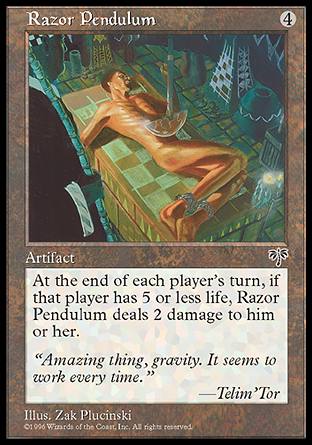 Razor Pendulum 4
Artifact
At the end of each player's turn, if
that player has 5 or less life, Razor
Pendulum deals 2 damage to him
or her.
“Amazing thing, gravity. It seems to
work every time.”
—Telim'Tor
Illus. Zak Plucinski
©1996 Wizards of the Coast, Inc. All rights reserved.